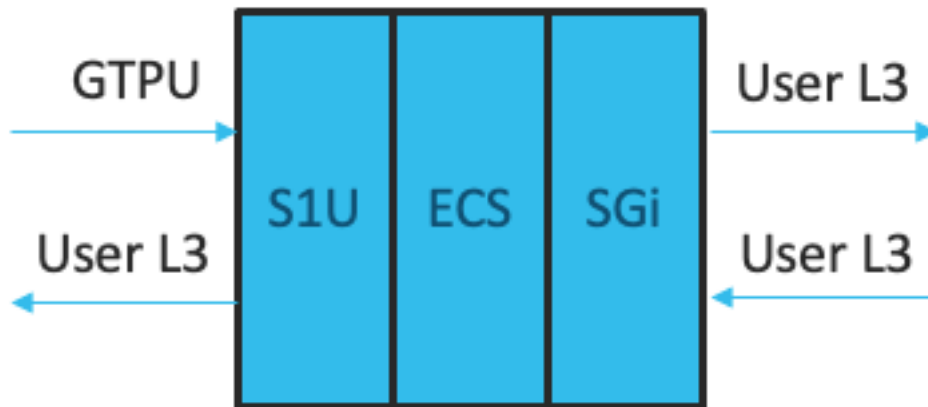 GTPU
User L3
S1U
ECS
SGi
User L3
User L3